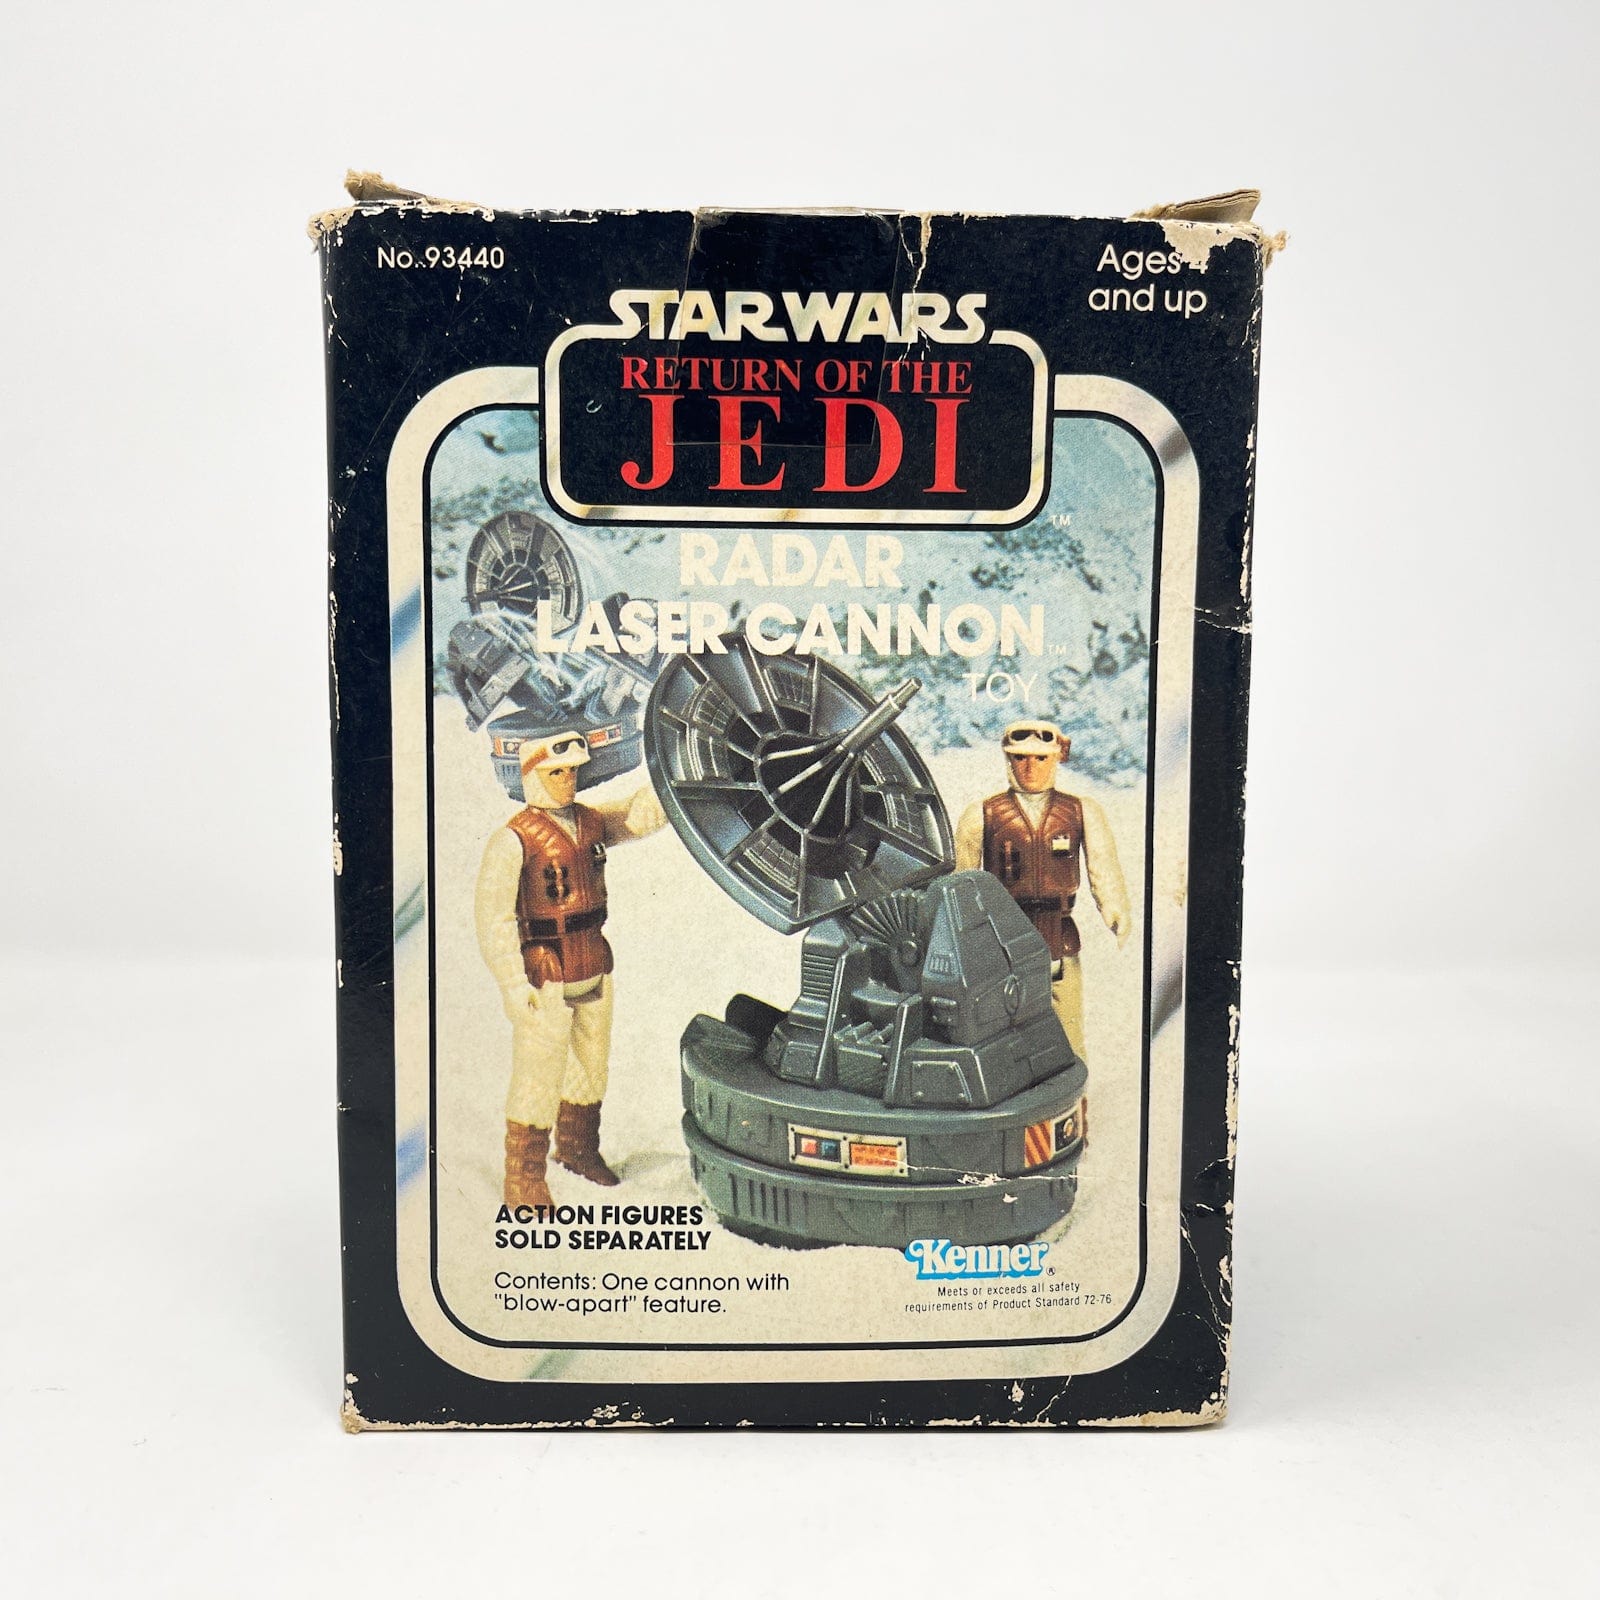 No. 93440
Ages 4
and up
STAR WARS
RETURN OF THE
JEDI
™
RADAR
LASER CANNON™
TOY
ACTION FIGURES
SOLD SEPARATELY
Contents: One cannon with
"blow-apart" feature.
Kenner®
Meets or exceeds all safety
requirements of Product Standard 72-76